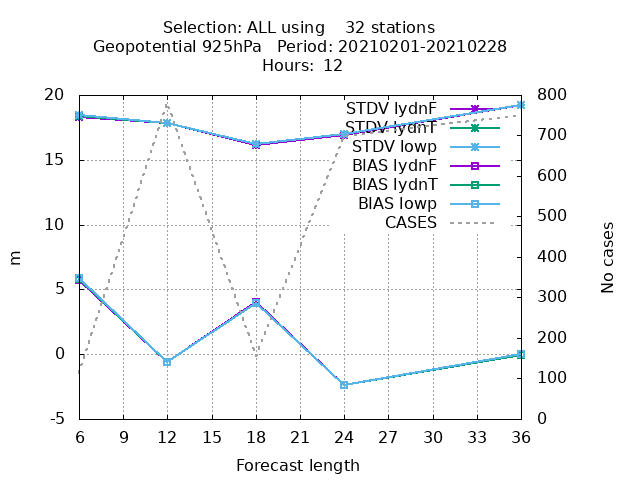 Selection: ALL using    32 stations
Geopotential 925hPa   Period: 20210201-20210228
Hours: 12
20
15
10
5
0
-5
m
STDV lydnF
STDV lydnT
STDV lowp
BIAS lydnF
BIAS lydnT
BIAS lowp
CASES
800
700
600
500
400
300
200
100
0
No cases
6 9 12 15 18 21 24 27 30 33 36
Forecast length